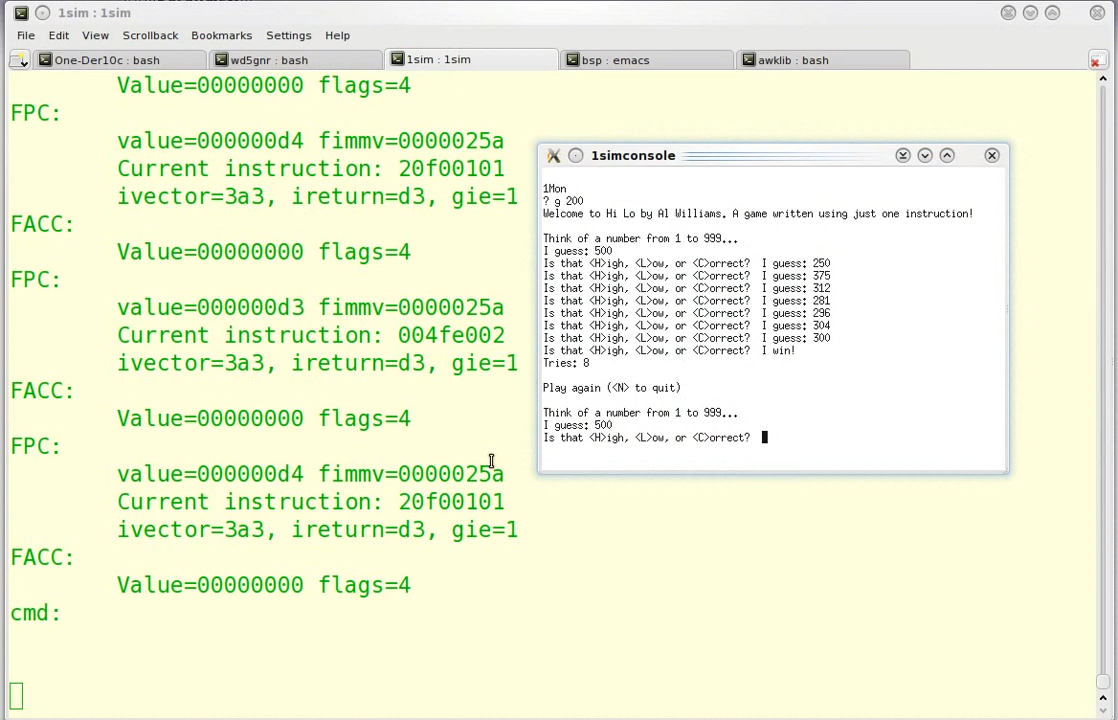 1sim : 1sim
File Edit View Scrollback Bookmarks Settings Help
One-Der10c : bash wd5gnr : bash 1sim : 1sim bsp : emacs awklib : bash
Value=00000000 flags=4
FPC:
value=000000d4 fimmv=0000025a
Current instruction: 20f00101
ivector=3a3, ireturn=d3, gie=1
FACC:
Value=00000000 flags=4
FPC:
value=000000d3 fimmv=0000025a
Current instruction: 004fe002
ivector=3a3, ireturn=d3, gie=1
FACC:
Value=00000000 flags=4
FPC:
value=000000d4 fimmv=0000025a
Current instruction: 20f00101
ivector=3a3, ireturn=d3, gie=1
FACC:
Value=00000000 flags=4
cmd:
1simconsole
1Mon
? g 200
Welcome to Hi Lo by Al Williams. A game written using just one instruction!
Think of a number from 1 to 999...
I guess: 500
Is that <H>igh, <L>ow, or <C>orrect? I guess: 250
Is that <H>igh, <L>ow, or <C>orrect? I guess: 375
Is that <H>igh, <L>ow, or <C>orrect? I guess: 312
Is that <H>igh, <L>ow, or <C>orrect? I guess: 281
Is that <H>igh, <L>ow, or <C>orrect? I guess: 296
Is that <H>igh, <L>ow, or <C>orrect? I guess: 304
Is that <H>igh, <L>ow, or <C>orrect? I guess: 300
Is that <H>igh, <L>ow, or <C>orrect? I win!
Tries: 8
Play again (<N> to quit)
Think of a number from 1 to 999...
I guess: 500
Is that <H>igh, <L>ow, or <C>orrect?